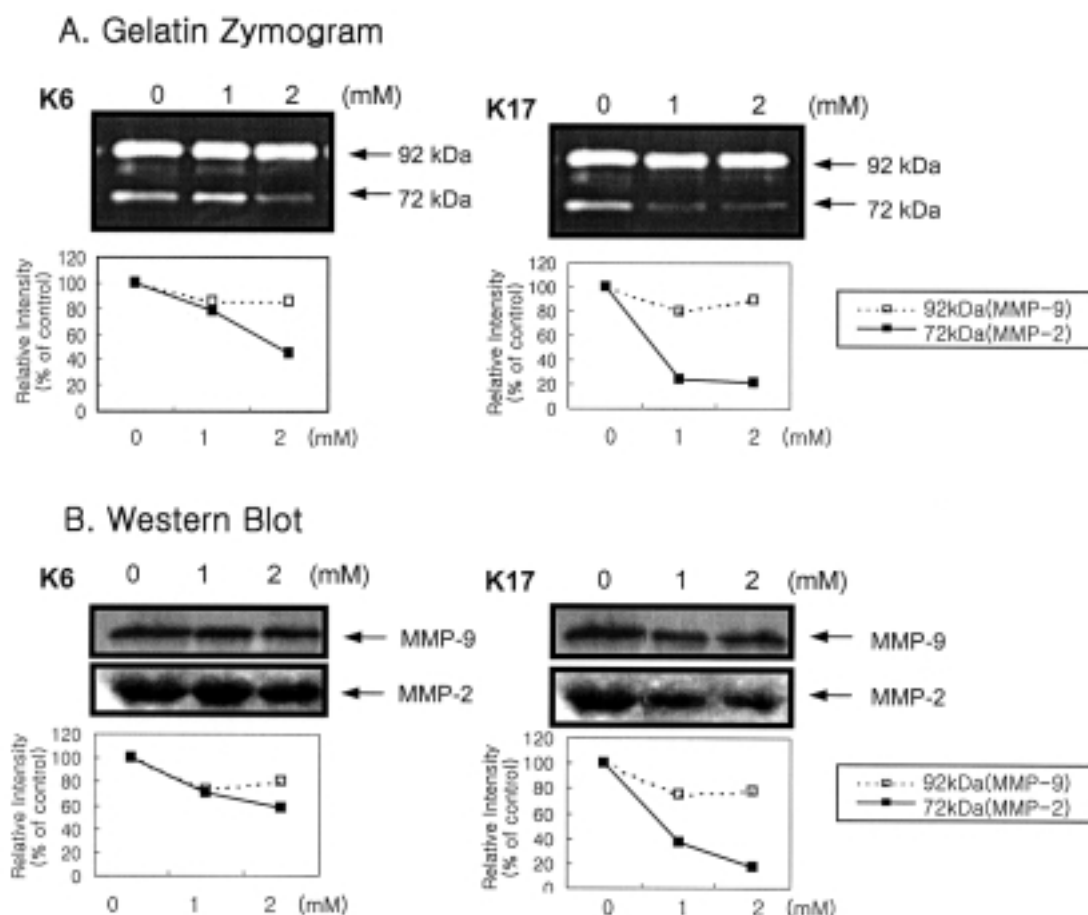 A. Gelatin Zymogram
K6 0 1 2 (mM)
92 kDa
72 kDa
K17 0 1 2 (mM)
92 kDa
72 kDa
Relative Intensity
(% of control)
120
100
80
60
40
20
0
0 1 2 (mM)
Relative Intensity
(% of control)
120
100
80
60
40
20
0
0 1 2 (mM)
92kDa(MMP-9)
72kDa(MMP-2)
B. Western Blot
K6 0 1 2 (mM)
MMP-9
MMP-2
K17 0 1 2 (mM)
MMP-9
MMP-2
Relative Intensity
(% of control)
120
100
80
60
40
20
0
0 1 2 (mM)
Relative Intensity
(% of control)
120
100
80
60
40
20
0
0 1 2 (mM)
92kDa(MMP-9)
72kDa(MMP-2)